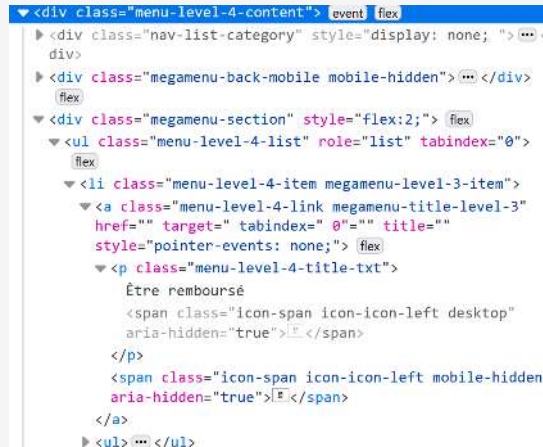 <div class="menu-level-4-content"> event flex
<div class="nav-list-category" style="display: none; "> ⋯ <
div>
<div class="megamenu-back-mobile mobile-hidden"> ⋯ </div>
flex
<div class="megamenu-section" style="flex:2;"> flex
<ul class="menu-level-4-list" role="list" tabindex="0">
flex
<li class="menu-level-4-item megamenu-level-3-item">
<a class="menu-level-4-link megamenu-title-level-3"
href="" target=" tabindex=" 0"="" title=""
style="pointer-events: none;"> flex
<p class="menu-level-4-title-txt">
Être remboursé
<span class="icon-span icon-icon-left desktop"
aria-hidden="true"></span>
</p>
<span class="icon-span icon-icon-left mobile-hidden
aria-hidden="true"></span>
</a>
<ul> ⋯ </ul>